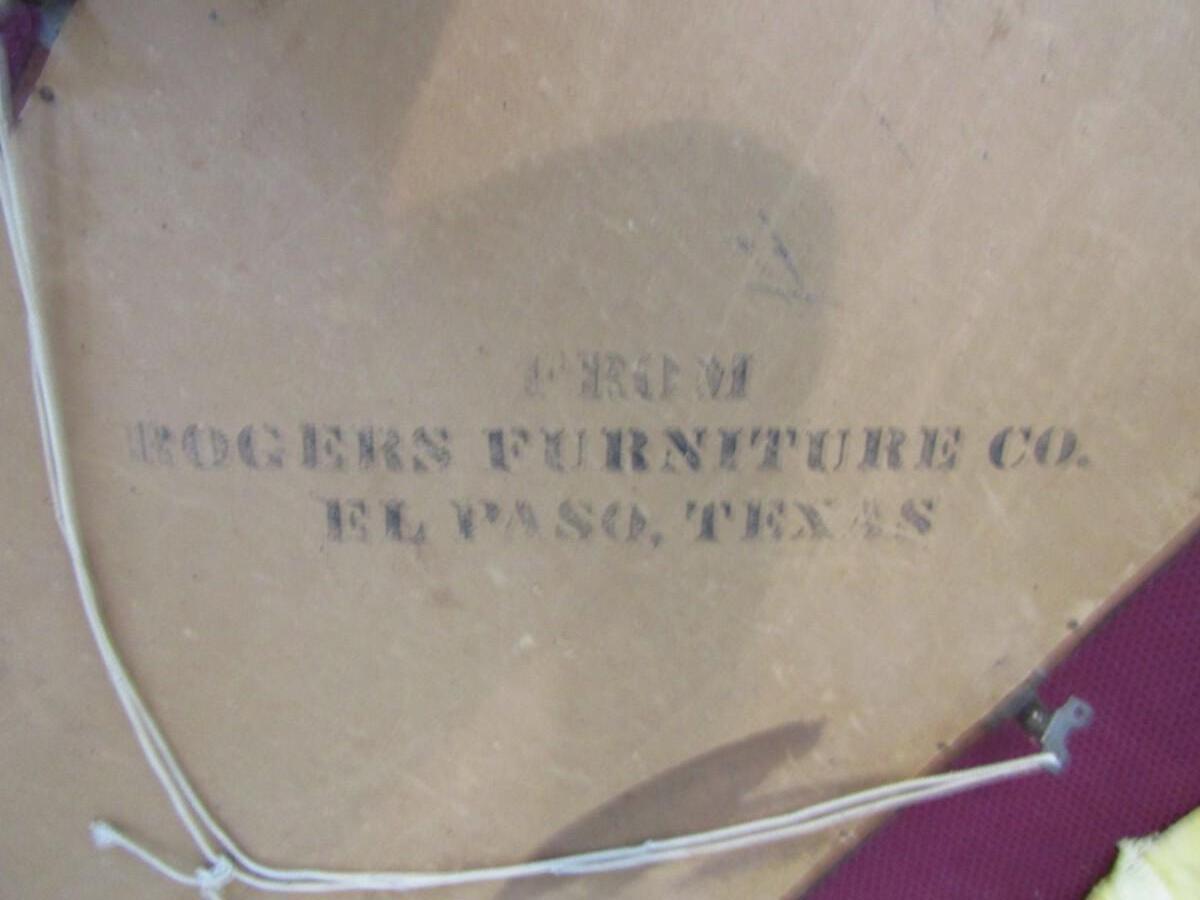 FROM
ROGERS FURNITURE CO.
EL PASO, TEXAS